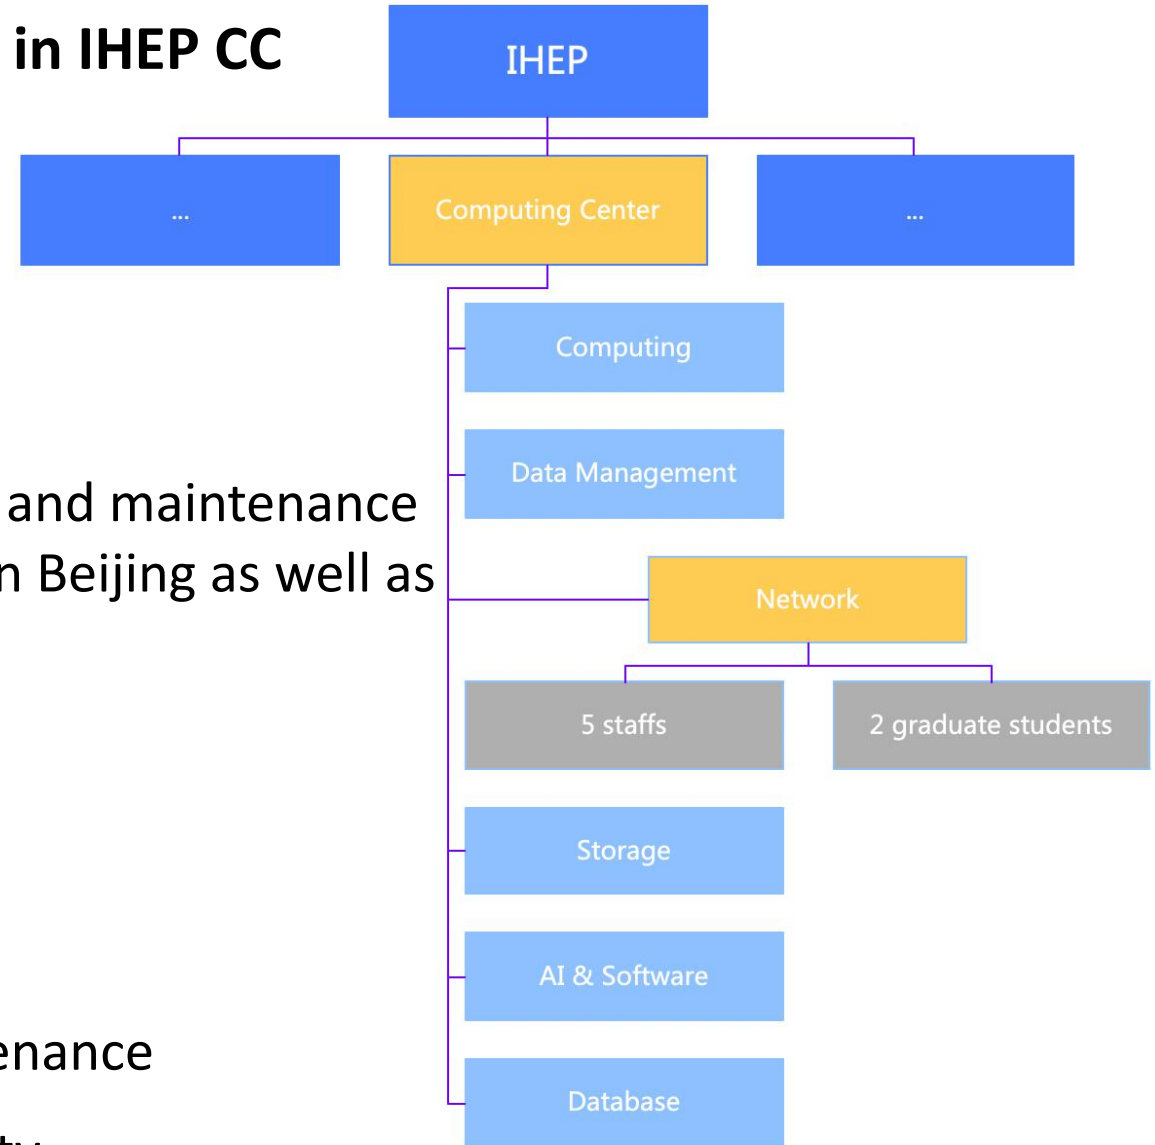 in IHEP CC
IHEP
...
Computing Center
...
Computing
Data Management
and maintenance
n Beijing as well as
Network
5 staffs
2 graduate students
Storage
AI & Software
enance
Database